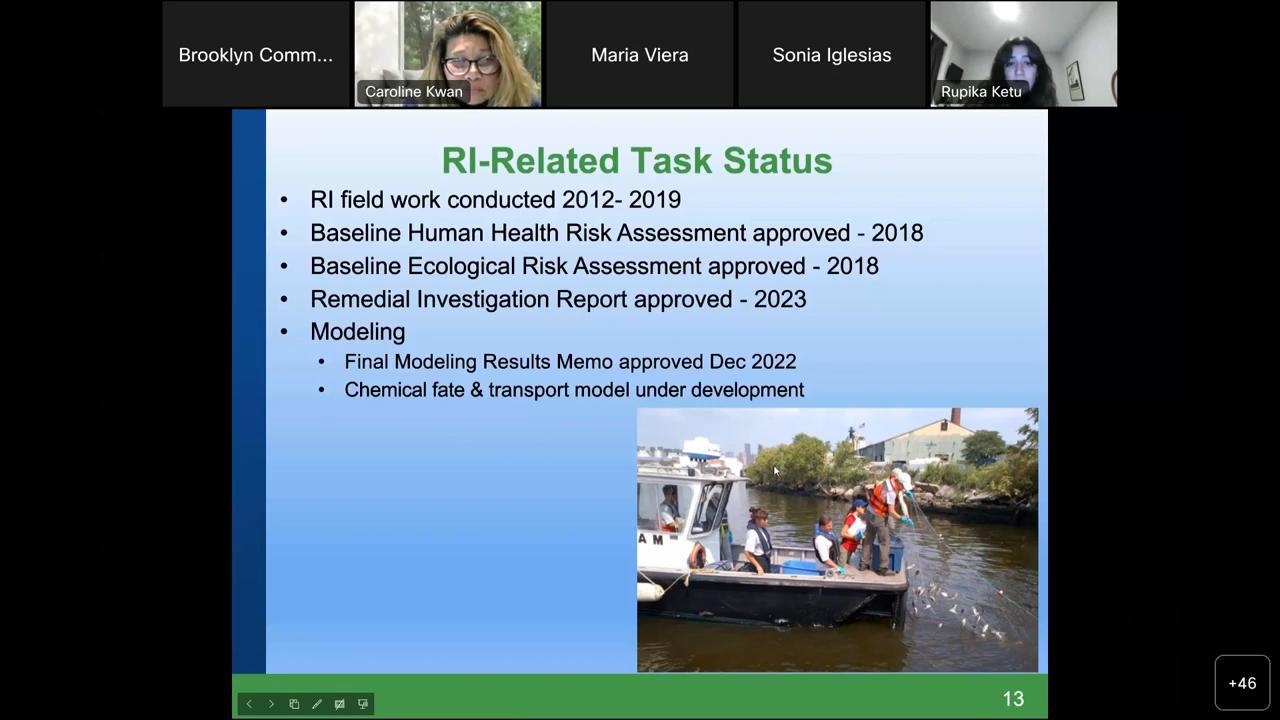 Brooklyn Comm...
Caroline Kwan
Maria Viera
Sonia Iglesias
Rupika Ketu
RI-Related Task Status
• RI field work conducted 2012- 2019
• Baseline Human Health Risk Assessment approved - 2018
• Baseline Ecological Risk Assessment approved - 2018
• Remedial Investigation Report approved - 2023
• Modeling
• Final Modeling Results Memo approved Dec 2022
• Chemical fate & transport model under development
A M
13
+46